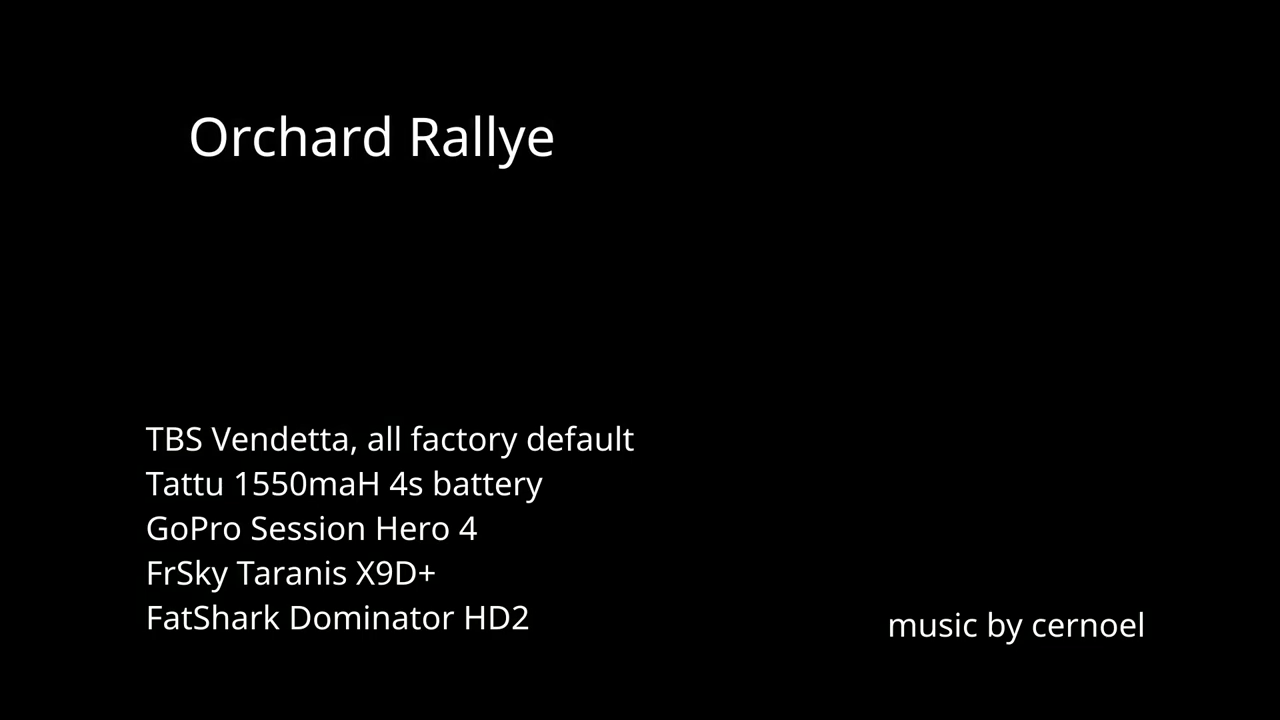 Orchard Rallye
TBS Vendetta, all factory default
Tattu 1550maH 4s battery
GoPro Session Hero 4
FrSky Taranis X9D+
FatShark Dominator HD2
music by cernoel